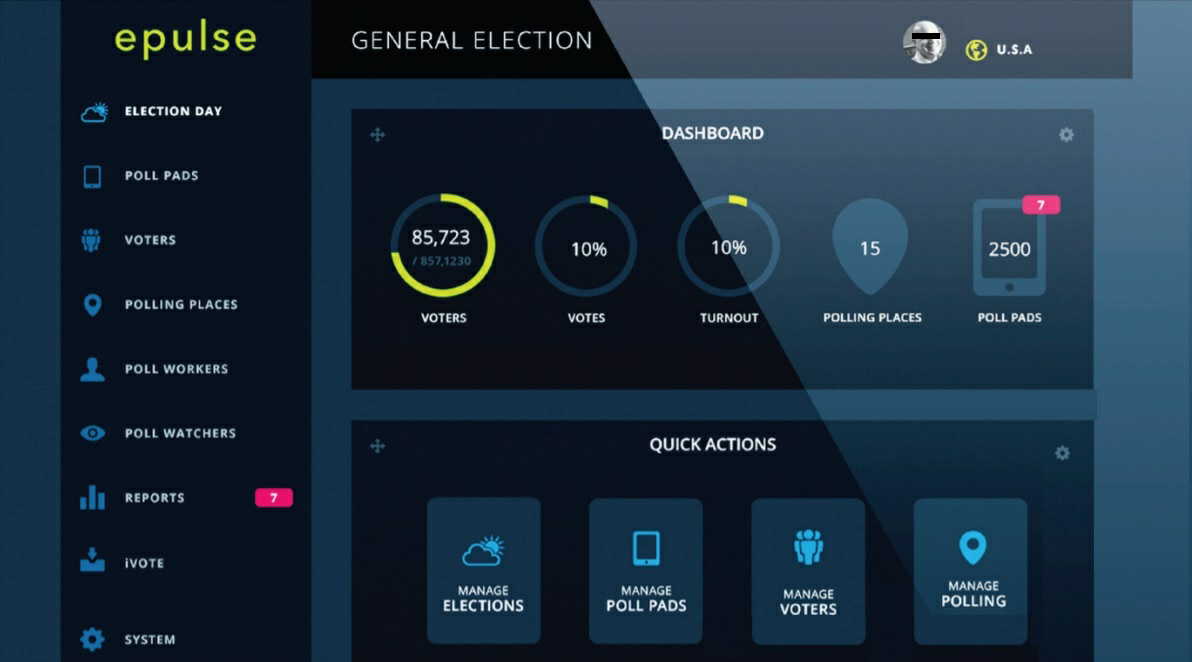 epulse
GENERAL ELECTION
U.S.A
ELECTION DAY
POLL PADS
VOTERS
POLLING PLACES
POLL WORKERS
POLL WATCHERS
REPORTS 7
iVOTE
SYSTEM
DASHBOARD
85,723
/ 857,1230
VOTERS
10%
VOTES
10%
TURNOUT
15
POLLING PLACES
7
2500
POLL PADS
QUICK ACTIONS
MANAGE
ELECTIONS
MANAGE
POLL PADS
MANAGE
VOTERS
MANAGE
POLLING